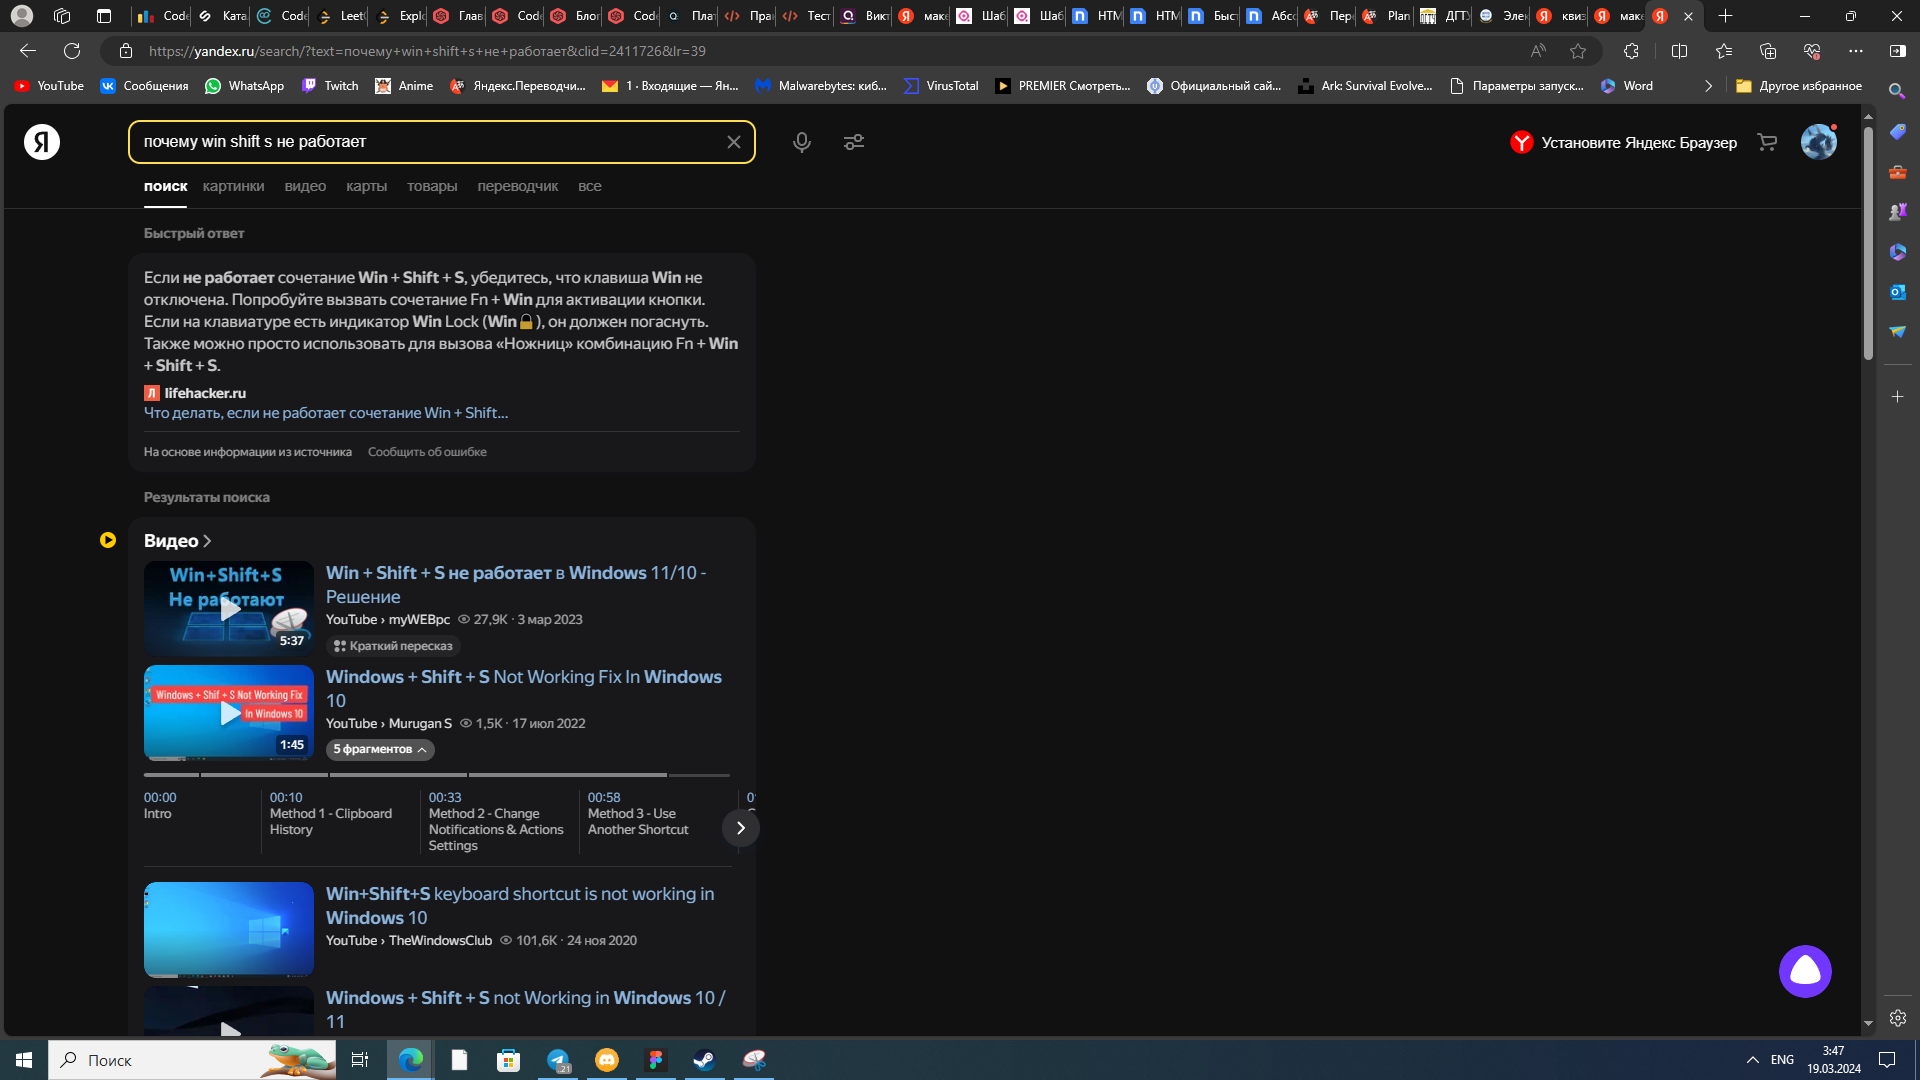 Code
Ката
Code
Leet
Expl
Глав
Code
Блог
Code
Плат
Прак
Тест
Викт
маке
Шаб
Шаб
HTM
HTM
Быст
Абсо
Пере
Plan
ДГТУ
Элек
квиз
маке
https://yandex.ru/search/?text=почему+win+shift+s+не+работает&clid=2411726&lr=39
YouTube
Сообщения
WhatsApp
Twitch
Anime
Яндекс.Переводчи...
1 · Входящие — Ян...
Malwarebytes: киб...
VirusTotal
PREMIER Смотреть...
Официальный сай...
Ark: Survival Evolve...
Параметры запуск...
Word
Другое избранное
Я
почему win shift s не работает
Установите Яндекс Браузер
поиск картинки видео карты товары переводчик все
Быстрый ответ
Если не работает сочетание Win + Shift + S, убедитесь, что клавиша Win не
отключена. Попробуйте вызвать сочетание Fn + Win для активации кнопки.
Если на клавиатуре есть индикатор Win Lock (Win🔒), он должен погаснуть.
Также можно просто использовать для вызова «Ножниц» комбинацию Fn + Win
+ Shift + S.
Л lifehacker.ru
Что делать, если не работает сочетание Win + Shift...
На основе информации из источника Сообщить об ошибке
Результаты поиска
Видео
Win+Shift+S
Не работают
5:37
Win + Shift + S не работает в Windows 11/10 -
Решение
YouTube › myWEBpc 27,9K · 3 мар 2023
Краткий пересказ
Windows + Shif + S Not Working Fix
In Windows 10
1:45
Windows + Shift + S Not Working Fix In Windows
10
YouTube › Murugan S 1,5K · 17 июл 2022
5 фрагментов
00:00
Intro
00:10
Method 1 - Clipboard
History
00:33
Method 2 - Change
Notifications & Actions
Settings
00:58
Method 3 - Use
Another Shortcut
Win+Shift+S keyboard shortcut is not working in
Windows 10
YouTube › TheWindowsClub 101,6K · 24 ноя 2020
Windows + Shift + S not Working in Windows 10 /
11
Поиск
21
ENG
3:47
19.03.2024